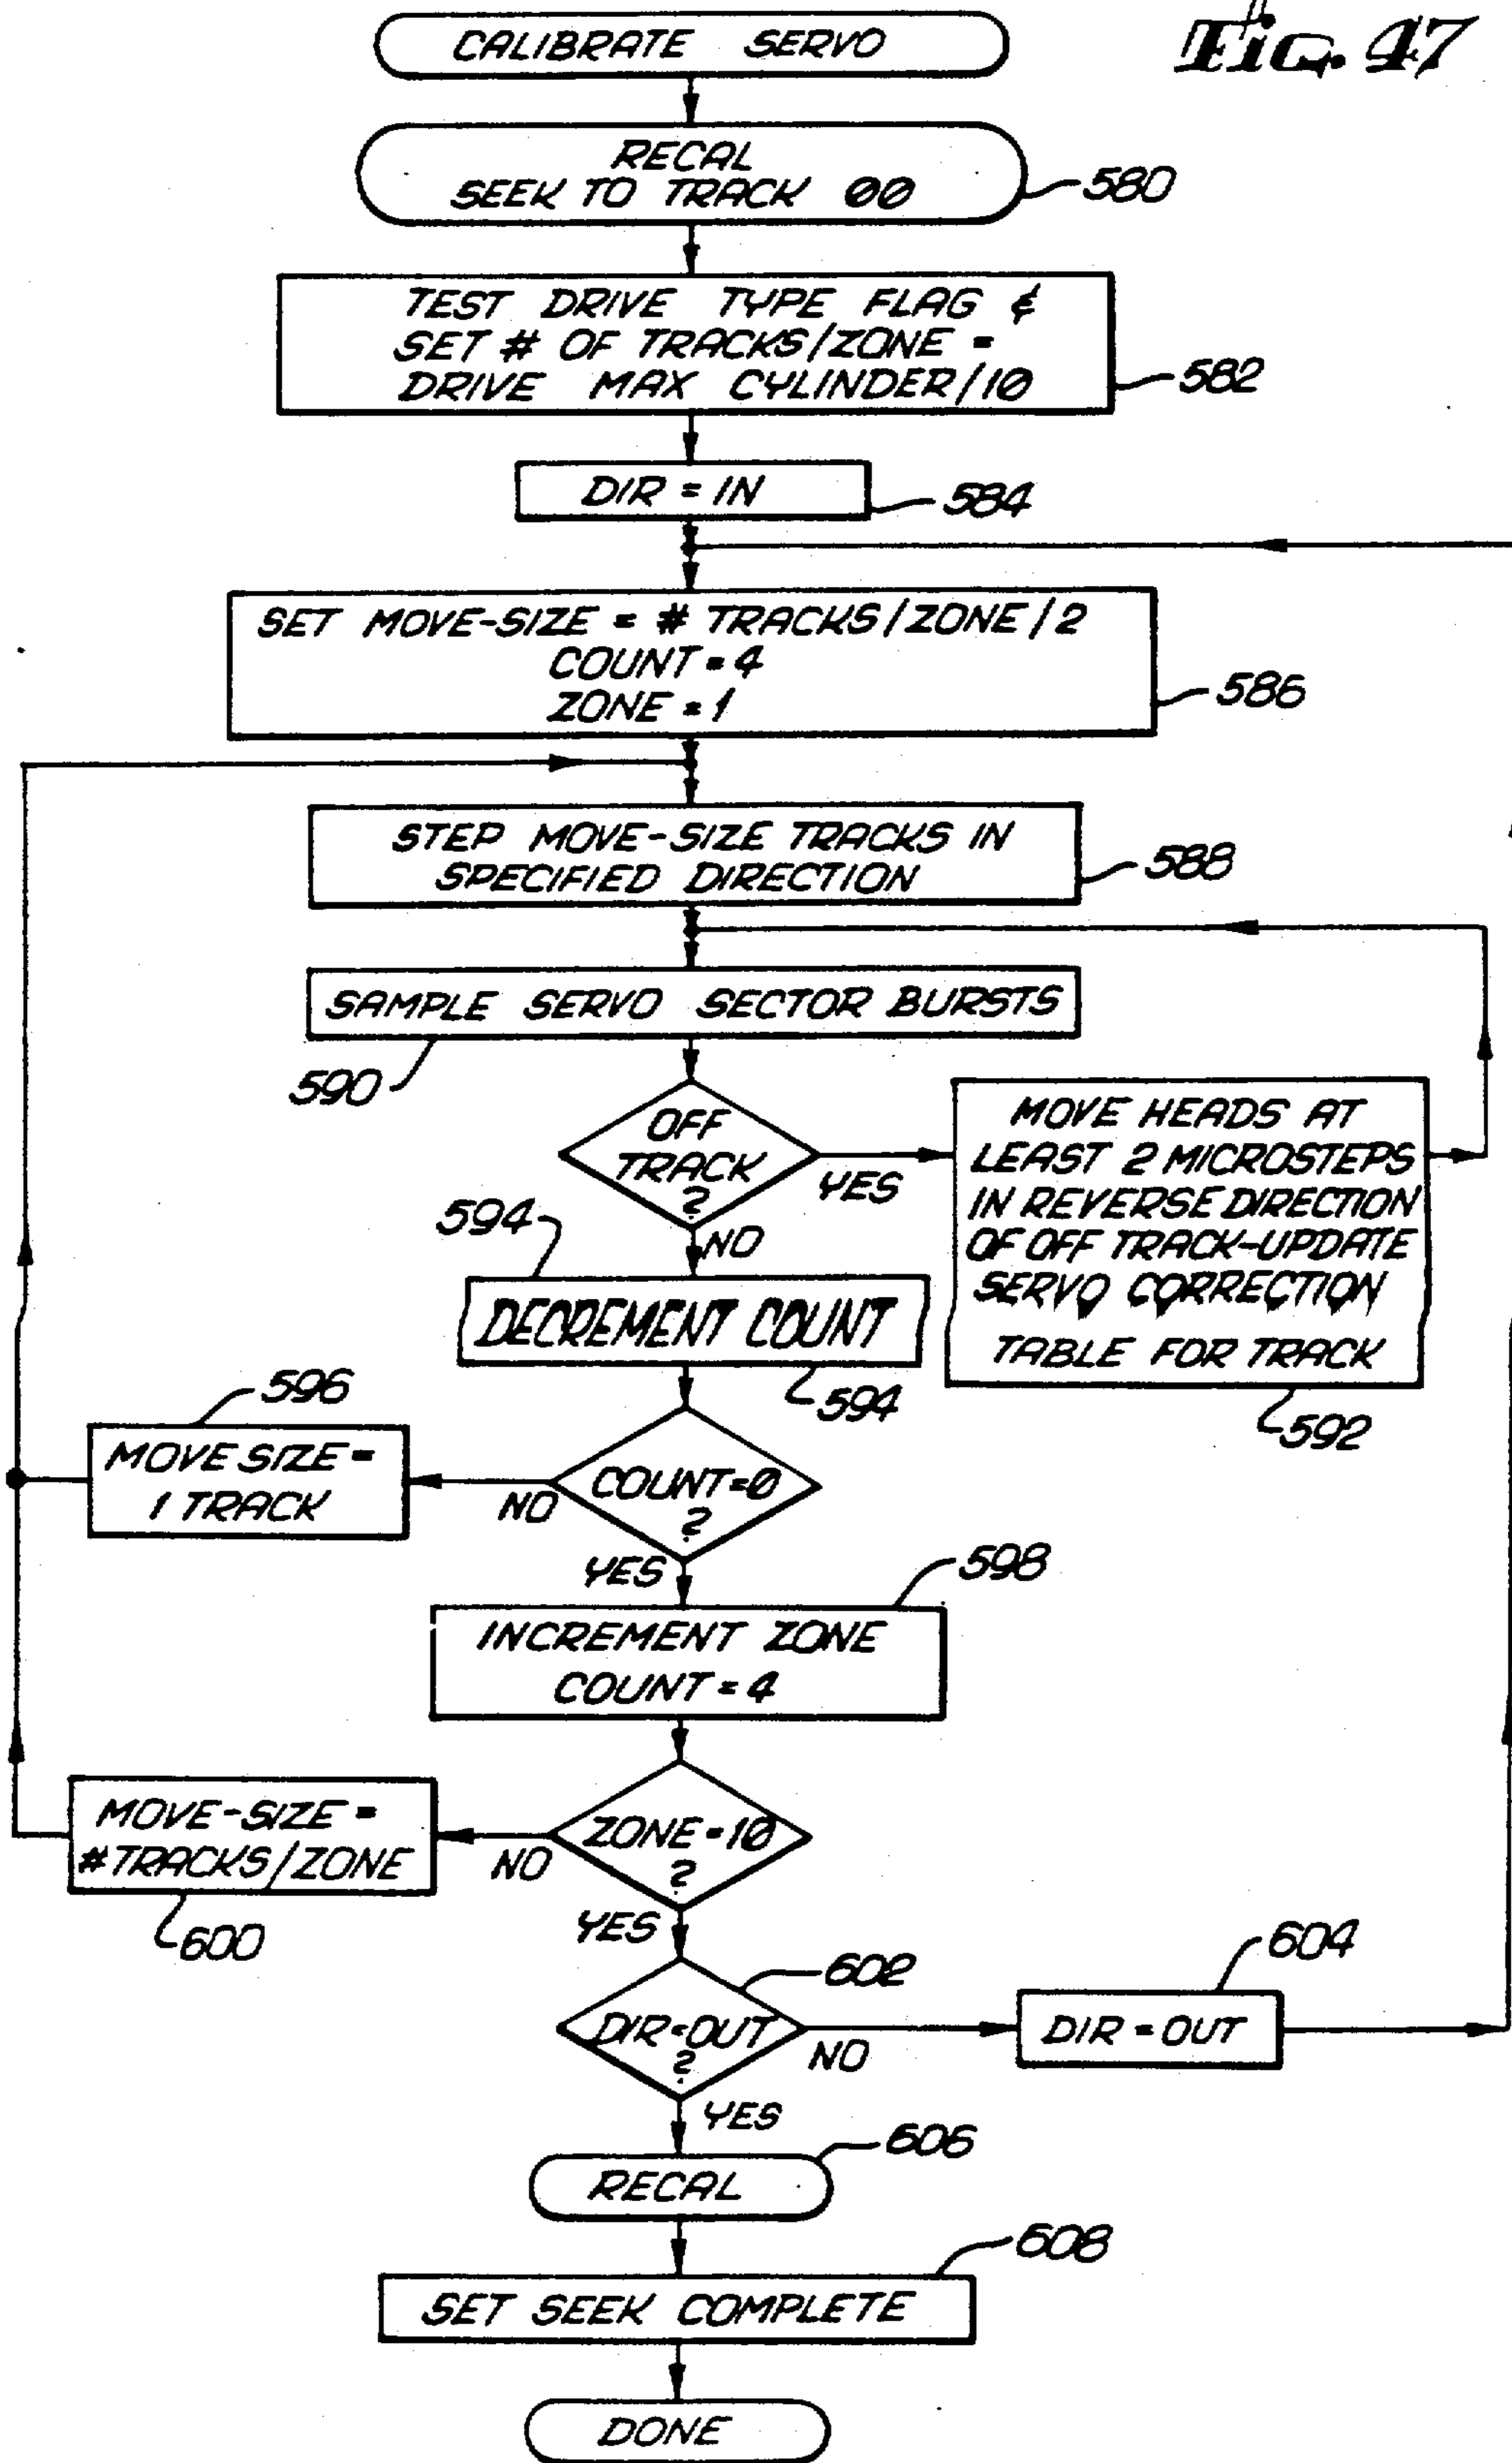 Fig. 47
CALIBRATE SERVO
RECAL
SEEK TO TRACK 00
580
TEST DRIVE TYPE FLAG &
SET # OF TRACKS/ZONE =
DRIVE MAX CYLINDER/10
582
DIR = IN
584
SET MOVE-SIZE = # TRACKS/ZONE/2
COUNT = 4
ZONE = 1
586
STEP MOVE-SIZE TRACKS IN
SPECIFIED DIRECTION
588
SAMPLE SERVO SECTOR BURSTS
590
OFF
TRACK
?
YES
NO
MOVE HEADS AT
LEAST 2 MICROSTEPS
IN REVERSE DIRECTION
OF OFF TRACK-UPDATE
SERVO CORRECTION
TABLE FOR TRACK
592
594
DECREMENT COUNT
594
596
MOVE SIZE =
1 TRACK
COUNT=0
?
NO
YES
598
INCREMENT ZONE
COUNT = 4
MOVE-SIZE =
# TRACKS/ZONE
600
ZONE=10
?
NO
YES
602
DIR=OUT
?
NO
YES
604
DIR = OUT
606
RECAL
608
SET SEEK COMPLETE
DONE